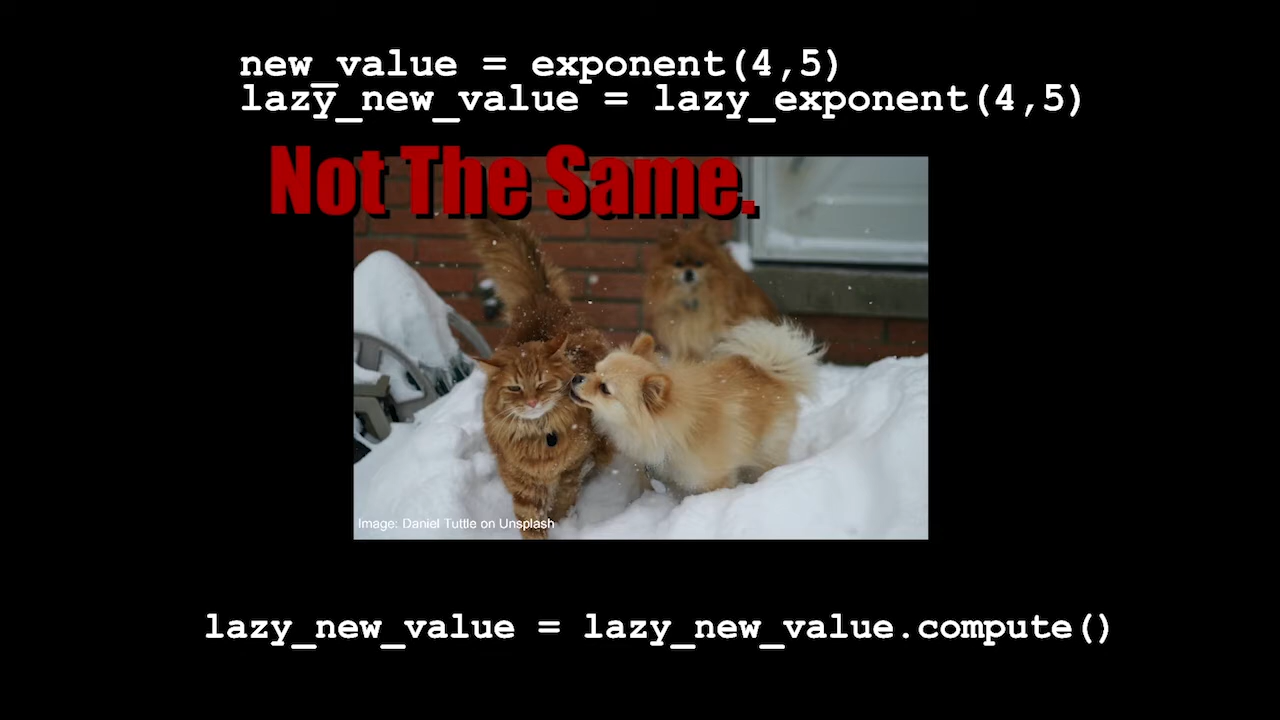 new_value = exponent(4,5)
lazy_new_value = lazy_exponent(4,5)
Not The Same.
Image: Daniel Tuttle on Unsplash
lazy_new_value = lazy_new_value.compute()